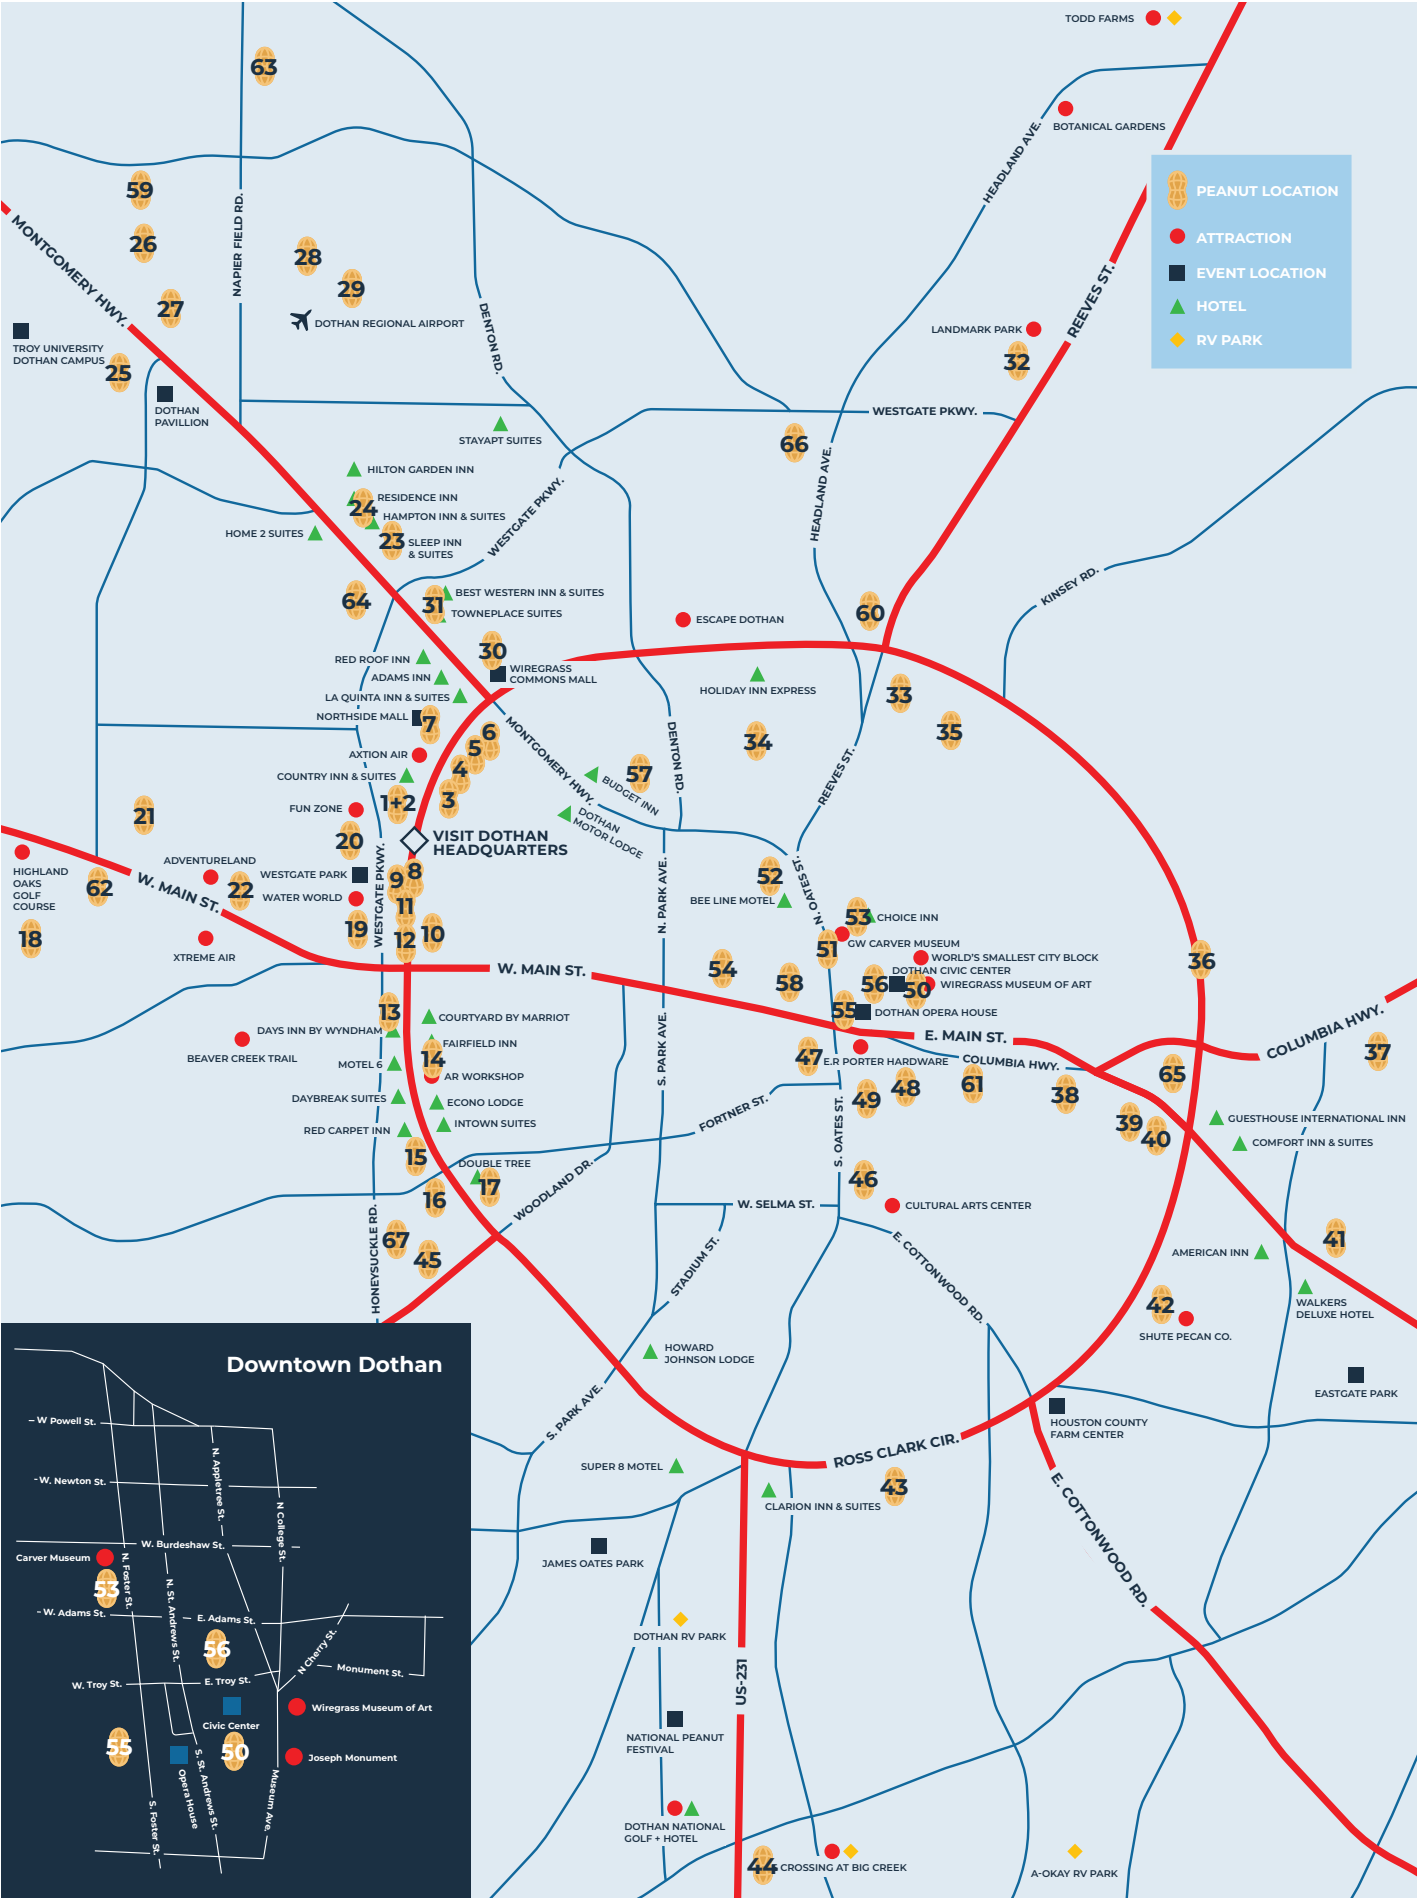 TODD FARMS
BOTANICAL GARDENS
HEADLAND AVE.
63
59
26
27
28
29
25
MONTGOMERY HWY.
NAPIER FIELD RD.
DENTON RD.
DOTHAN REGIONAL AIRPORT
TROY UNIVERSITY
DOTHAN CAMPUS
DOTHAN
PAVILLION
PEANUT LOCATION
ATTRACTION
EVENT LOCATION
HOTEL
RV PARK
REEVES ST.
LANDMARK PARK
32
WESTGATE PKWY.
66
HEADLAND AVE.
STAYAPT SUITES
HILTON GARDEN INN
RESIDENCE INN
24
HAMPTON INN & SUITES
HOME 2 SUITES
23
SLEEP INN
& SUITES
WESTGATE PKWY.
KINSEY RD.
64
31
BEST WESTERN INN & SUITES
TOWNEPLACE SUITES
60
ESCAPE DOTHAN
30
WIREGRASS
COMMONS MALL
RED ROOF INN
ADAMS INN
LA QUINTA INN & SUITES
HOLIDAY INN EXPRESS
33
35
34
NORTHSIDE MALL
7
6
5
4
3
AXTION AIR
COUNTRY INN & SUITES
1+2
FUN ZONE
20
MONTGOMERY HWY.
DENTON RD.
57
BUDGET INN
DOTHAN
MOTOR LODGE
REEVES ST.
21
VISIT DOTHAN
HEADQUARTERS
HIGHLAND
OAKS
GOLF
COURSE
62
18
W. MAIN ST.
ADVENTURELAND
22
WESTGATE PARK
WATER WORLD
19
XTREME AIR
WESTGATE PKWY.
8
9
11
10
12
N. PARK AVE.
52
BEE LINE MOTEL
N. OATES ST.
53
CHOICE INN
51
GW CARVER MUSEUM
WORLD'S SMALLEST CITY BLOCK
DOTHAN CIVIC CENTER
WIREGRASS MUSEUM OF ART
56
50
55
DOTHAN OPERA HOUSE
54
58
36
W. MAIN ST.
E. MAIN ST.
COLUMBIA HWY.
37
13
COURTYARD BY MARRIOT
DAYS INN BY WYNDHAM
FAIRFIELD INN
BEAVER CREEK TRAIL
MOTEL 6
14
AR WORKSHOP
DAYBREAK SUITES
ECONO LODGE
RED CARPET INN
INTOWN SUITES
S. PARK AVE.
47
E.R PORTER HARDWARE
COLUMBIA HWY.
49
48
61
38
65
39
40
GUESTHOUSE INTERNATIONAL INN
COMFORT INN & SUITES
FORTNER ST.
S. OATES ST.
15
DOUBLE TREE
16
17
WOODLAND DR.
46
W. SELMA ST.
CULTURAL ARTS CENTER
67
45
HONEYSUCKLE RD.
STADIUM ST.
E. COTTONWOOD RD.
AMERICAN INN
41
WALKERS
DELUXE HOTEL
42
SHUTE PECAN CO.
EASTGATE PARK
HOWARD
JOHNSON LODGE
S. PARK AVE.
HOUSTON COUNTY
FARM CENTER
ROSS CLARK CIR.
SUPER 8 MOTEL
CLARION INN & SUITES
43
E. COTTONWOOD RD.
JAMES OATES PARK
DOTHAN RV PARK
US-231
NATIONAL PEANUT
FESTIVAL
DOTHAN NATIONAL
GOLF + HOTEL
44
CROSSING AT BIG CREEK
A-OKAY RV PARK
Downtown Dothan
W Powell St.
W. Newton St.
N. Appletree St.
N College St.
W. Burdeshaw St.
Carver Museum
53
N. Foster St.
N. St. Andrews St.
W. Adams St.
E. Adams St.
56
N Cherry St.
Monument St.
W. Troy St.
E. Troy St.
Civic Center
Wiregrass Museum of Art
55
50
Joseph Monument
Opera House
S. St. Andrews St.
Museum Ave.
S. Foster St.